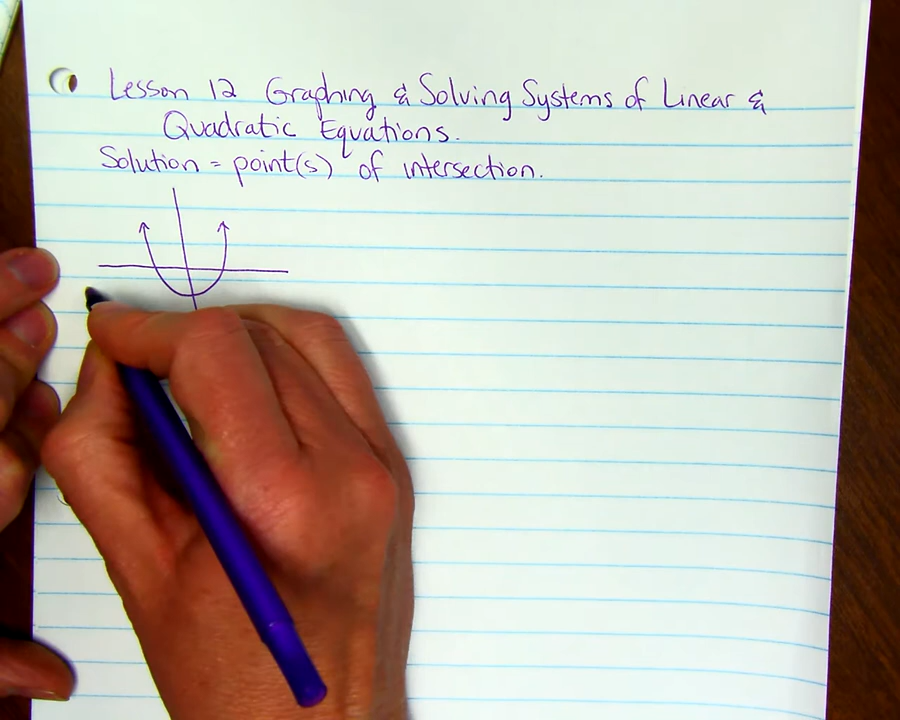 Lesson 12 Graphing & Solving Systems of Linear &
Quadratic Equations.
Solution = point(s) of intersection.